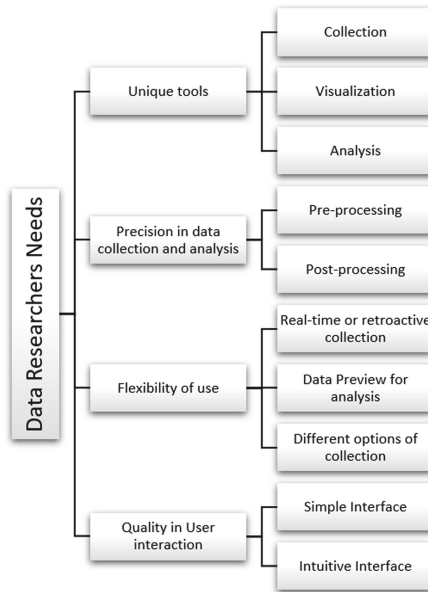 Data Researchers Needs
Unique tools
Collection
Visualization
Analysis
Precision in data
collection and analysis
Pre-processing
Post-processing
Flexibility of use
Real-time or retroactive
collection
Data Preview for
analysis
Different options of
collection
Quality in User
interaction
Simple Interface
Intuitive Interface